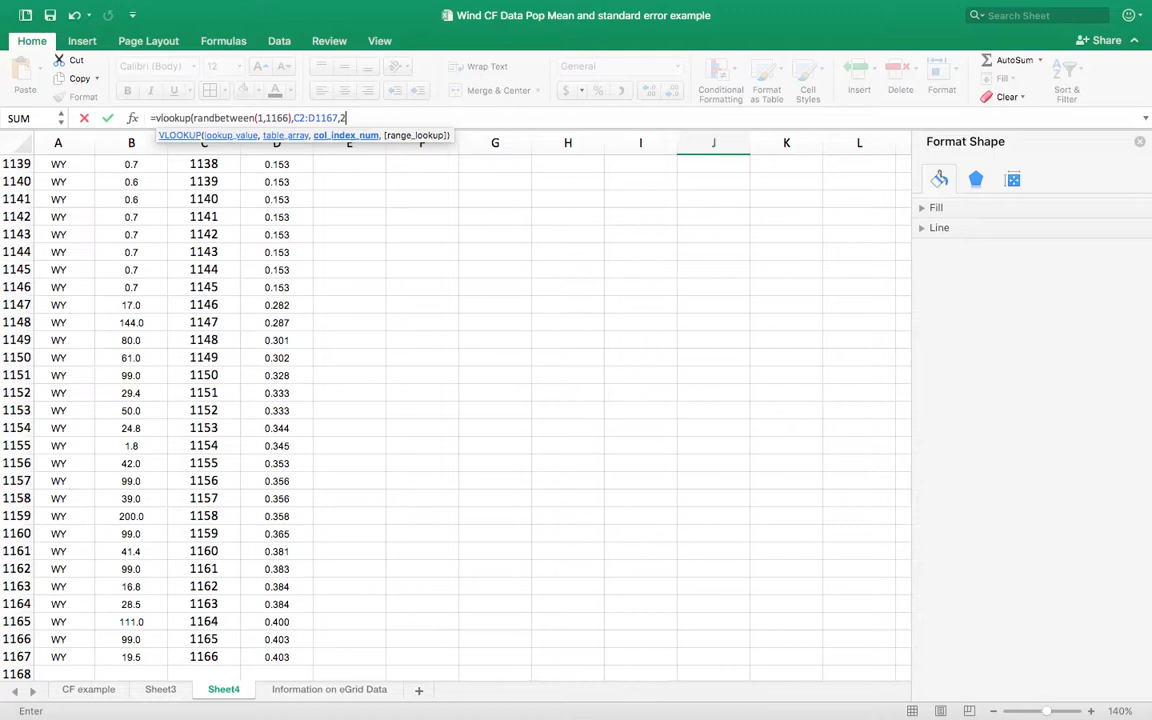 Wind CF Data Pop Mean and standard error example
Search Sheet
Home Insert Page Layout Formulas Data Review View
Share
Paste
Cut
Copy
Format
Calibri (Body) 12
A A
B I U
A
Wrap Text
Merge & Center
General
$ % )
Conditional Formatting
Format as Table
Cell Styles
Insert
Delete
Format
AutoSum
Fill
Clear
Sort & Filter
SUM fx =vlookup(randbetween(1,1166),C2:D1167,2
VLOOKUP(lookup_value, table_array, col_index_num, [range_lookup])
A B C D E F G H I J K L
1139 WY 0.7 1138 0.153
1140 WY 0.6 1139 0.153
1141 WY 0.6 1140 0.153
1142 WY 0.7 1141 0.153
1143 WY 0.7 1142 0.153
1144 WY 0.7 1143 0.153
1145 WY 0.7 1144 0.153
1146 WY 0.7 1145 0.153
1147 WY 17.0 1146 0.282
1148 WY 144.0 1147 0.287
1149 WY 80.0 1148 0.301
1150 WY 61.0 1149 0.302
1151 WY 99.0 1150 0.328
1152 WY 29.4 1151 0.333
1153 WY 50.0 1152 0.333
1154 WY 24.8 1153 0.344
1155 WY 1.8 1154 0.345
1156 WY 42.0 1155 0.353
1157 WY 99.0 1156 0.356
1158 WY 39.0 1157 0.356
1159 WY 200.0 1158 0.358
1160 WY 99.0 1159 0.365
1161 WY 41.4 1160 0.381
1162 WY 99.0 1161 0.383
1163 WY 16.8 1162 0.384
1164 WY 28.5 1163 0.384
1165 WY 111.0 1164 0.400
1166 WY 99.0 1165 0.403
1167 WY 19.5 1166 0.403
1168
Format Shape
Fill
Line
CF example Sheet3 Sheet4 Information on eGrid Data +
Enter
140%